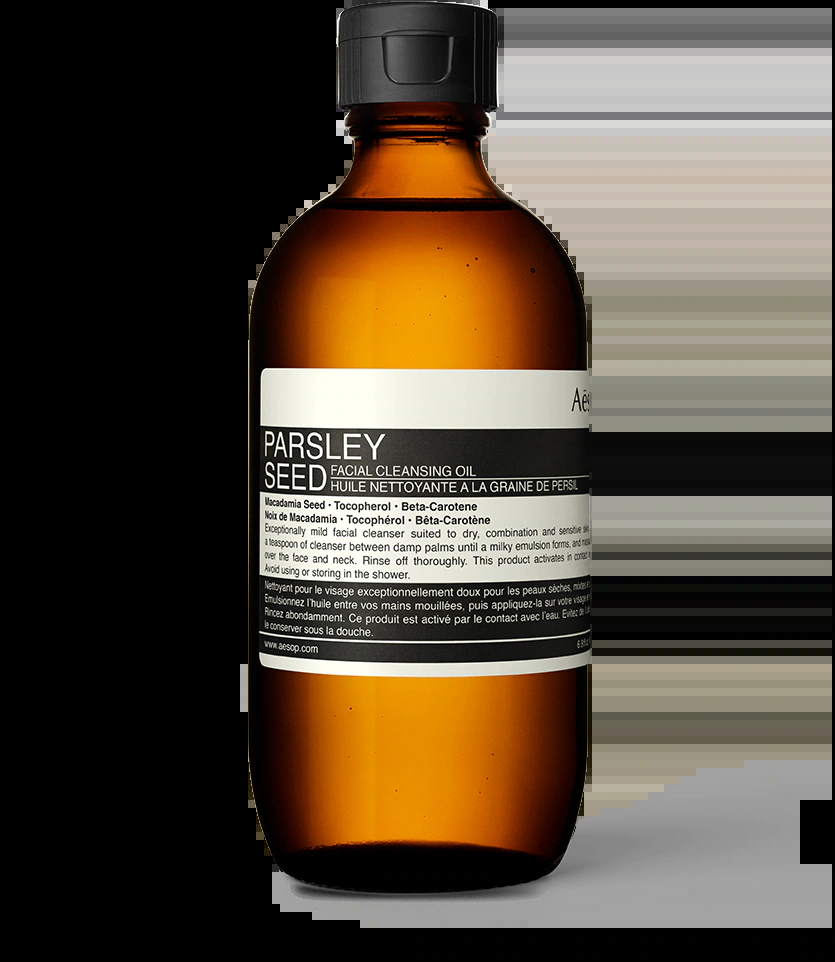 PARSLEY
SEED FACIAL CLEANSING OIL
HUILE NETTOYANTE A LA GRAINE DE PERSIL
Macadamia Seed · Tocopherol · Beta-Carotene
Noix de Macadamia · Tocophérol · Bêta-Carotène
Exceptionally mild facial cleanser suited to dry, combination and sensitive
a teaspoon of cleanser between damp palms until a milky emulsion forms, and
over the face and neck. Rinse off thoroughly. This product activates in contact
Avoid using or storing in the shower.
Nettoyant pour le visage exceptionnellement doux pour les peaux sèches, mixtes
Emulsionnez l'huile entre vos mains mouillées, puis appliquez-la sur votre visage
Rincez abondamment. Ce produit est activé par le contact avec l'eau. Evitez de
le conserver sous la douche.
www.aesop.com